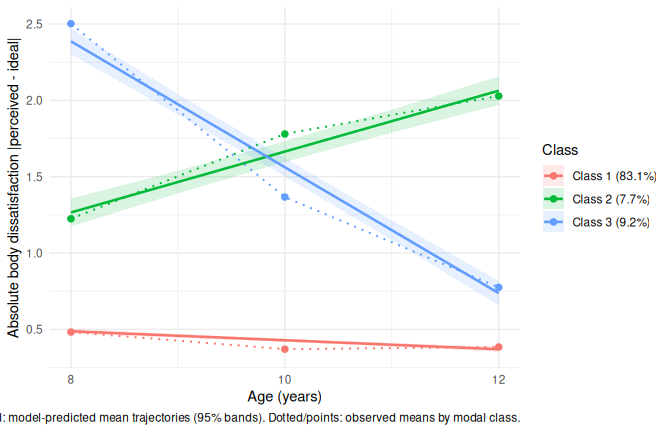 2.5
2.0
1.5
1.0
0.5
Absolute body dissatisfaction |perceived - ideal|
8
10
12
Age (years)
Class
Class 1 (83.1%)
Class 2 (7.7%)
Class 3 (9.2%)
: model-predicted mean trajectories (95% bands). Dotted/points: observed means by modal class.